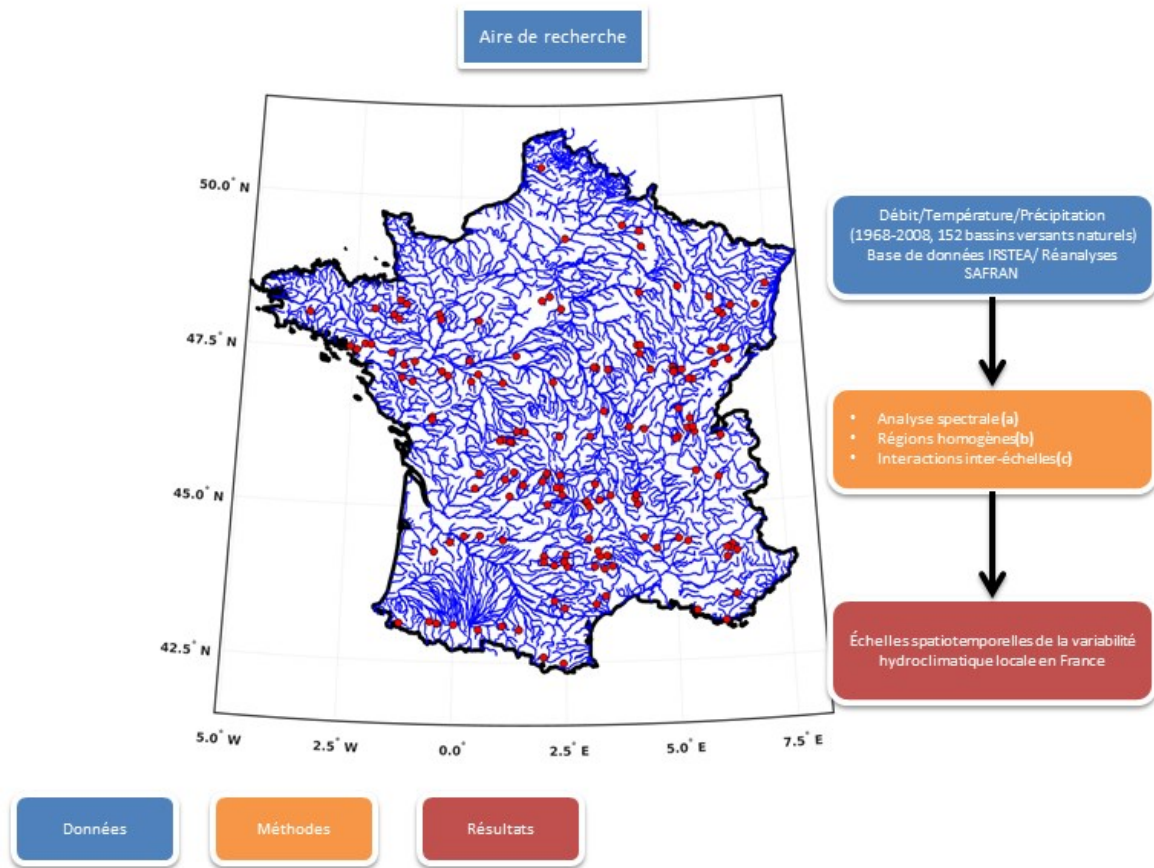 Aire de recherche
50.0° N
47.5° N
45.0° N
42.5° N
5.0° W
2.5° W
0.0°
2.5° E
5.0° E
7.5° E
Débit/Température/Précipitation
(1968-2008, 152 bassins versants naturels)
Base de données IRSTEA/ Réanalyses
SAFRAN
• Analyse spectrale(a)
• Régions homogènes(b)
• Interactions inter-échelles(c)
Échelles spatiotemporelles de la variabilité
hydroclimatique locale en France
Données
Méthodes
Résultats